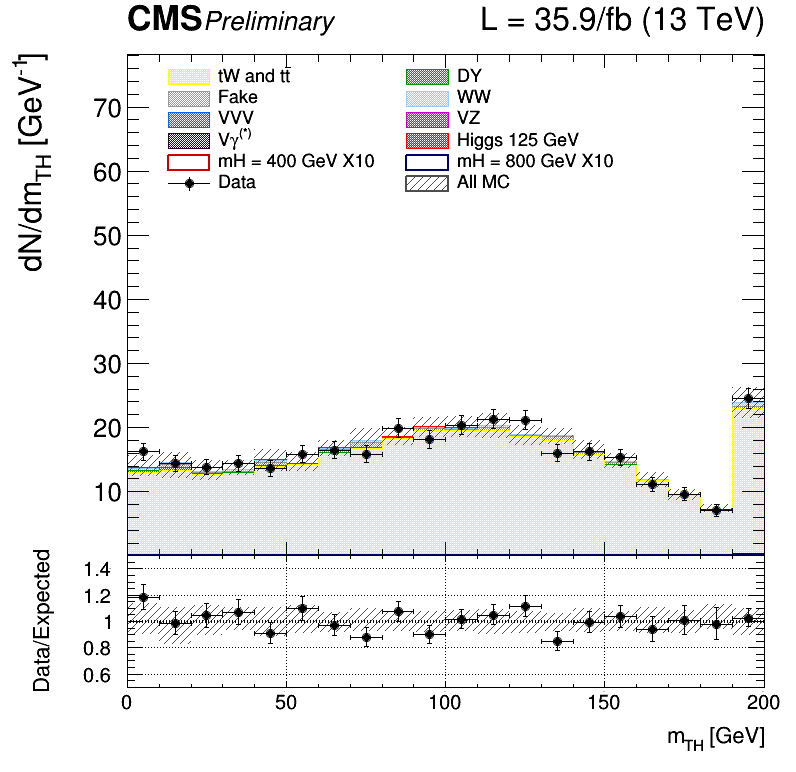 CMS Preliminary L = 35.9/fb (13 TeV)
dN/dm_TH [GeV⁻¹]
70
60
50
40
30
20
10
tW and tt DY
Fake WW
VVV VZ
Vγ(*) Higgs 125 GeV
mH = 400 GeV X10 mH = 800 GeV X10
Data All MC
Data/Expected
1.4
1.2
1
0.8
0.6
0 50 100 150 200
m_TH [GeV]